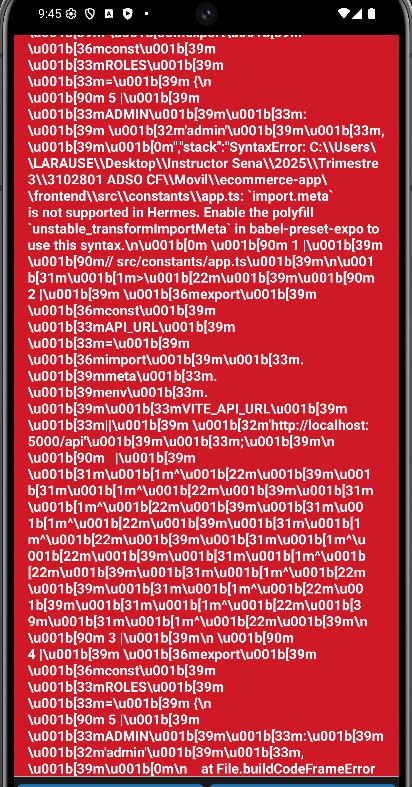 9:45
\u001b[36mconst\u001b[39m
\u001b[33mROLES\u001b[39m
\u001b[33m=\u001b[39m {\n
\u001b[90m 5 |\u001b[39m
\u001b[33mADMIN\u001b[39m\u001b[33m:
\u001b[39m \u001b[32m'admin'\u001b[39m\u001b[33m,
\u001b[39m\u001b[0m","stack":"SyntaxError: C:\\Users\
\LARAUSE\\Desktop\\Instructor Sena\\2025\\Trimestre
3\\3102801 ADSO CF\\Movil\\ecommerce-app\
\frontend\\src\\constants\\app.ts: `import.meta`
is not supported in Hermes. Enable the polyfill
`unstable_transformImportMeta` in babel-preset-expo to
use this syntax.\n\u001b[0m \u001b[90m 1 |\u001b[39m
\u001b[90m// src/constants/app.ts\u001b[39m\n\u001
b[31m\u001b[1m>\u001b[22m\u001b[39m\u001b[90m
2 |\u001b[39m \u001b[36mexport\u001b[39m
\u001b[36mconst\u001b[39m
\u001b[33mAPI_URL\u001b[39m
\u001b[33m=\u001b[39m
\u001b[36mimport\u001b[39m\u001b[33m.
\u001b[39mmeta\u001b[33m.
\u001b[39menv\u001b[33m.
\u001b[39m\u001b[33mVITE_API_URL\u001b[39m
\u001b[33m||\u001b[39m \u001b[32m'http://localhost:
5000/api'\u001b[39m\u001b[33m;\u001b[39m\n
\u001b[90m   |\u001b[39m
\u001b[31m\u001b[1m^\u001b[22m\u001b[39m\u001
b[31m\u001b[1m^\u001b[22m\u001b[39m\u001b[31m
\u001b[1m^\u001b[22m\u001b[39m\u001b[31m\u00
1b[1m^\u001b[22m\u001b[39m\u001b[31m\u001b[1
m^\u001b[22m\u001b[39m\u001b[31m\u001b[1m^\u
001b[22m\u001b[39m\u001b[31m\u001b[1m^\u001b
[22m\u001b[39m\u001b[31m\u001b[1m^\u001b[22m
\u001b[39m\u001b[31m\u001b[1m^\u001b[22m\u00
1b[39m\u001b[31m\u001b[1m^\u001b[22m\u001b[3
9m\u001b[31m\u001b[1m^\u001b[22m\u001b[39m\n
\u001b[90m 3 |\u001b[39m\n \u001b[90m
4 |\u001b[39m \u001b[36mexport\u001b[39m
\u001b[36mconst\u001b[39m
\u001b[33mROLES\u001b[39m
\u001b[33m=\u001b[39m {\n
\u001b[90m 5 |\u001b[39m
\u001b[33mADMIN\u001b[39m\u001b[33m:\u001b[39m
\u001b[32m'admin'\u001b[39m\u001b[33m,
\u001b[39m\u001b[0m\n    at File.buildCodeFrameError